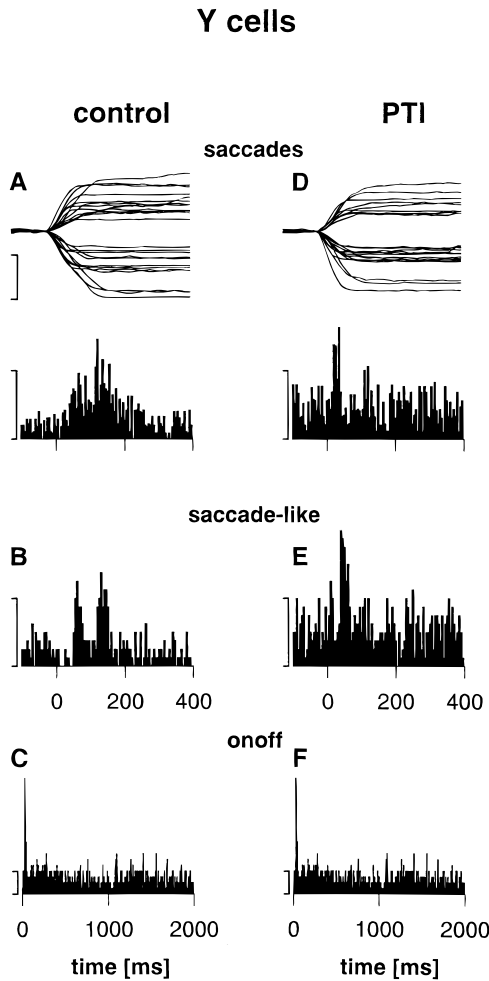 Y cells
control PTI
saccades
A D
saccade-like
B E
0 200 400 0 200 400
onoff
C F
0 1000 2000 0 1000 2000
time [ms] time [ms]